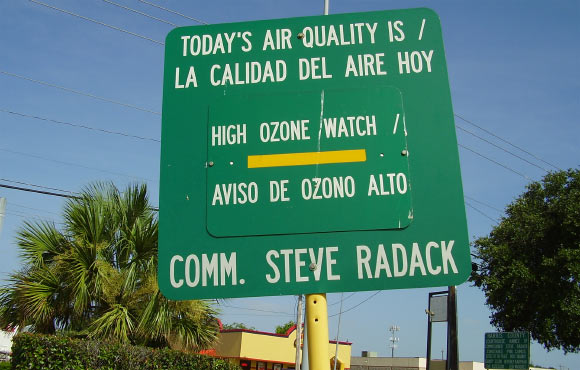 TODAY'S AIR QUALITY IS /
LA CALIDAD DEL AIRE HOY
HIGH OZONE WATCH /
AVISO DE OZONO ALTO
COMM. STEVE RADACK